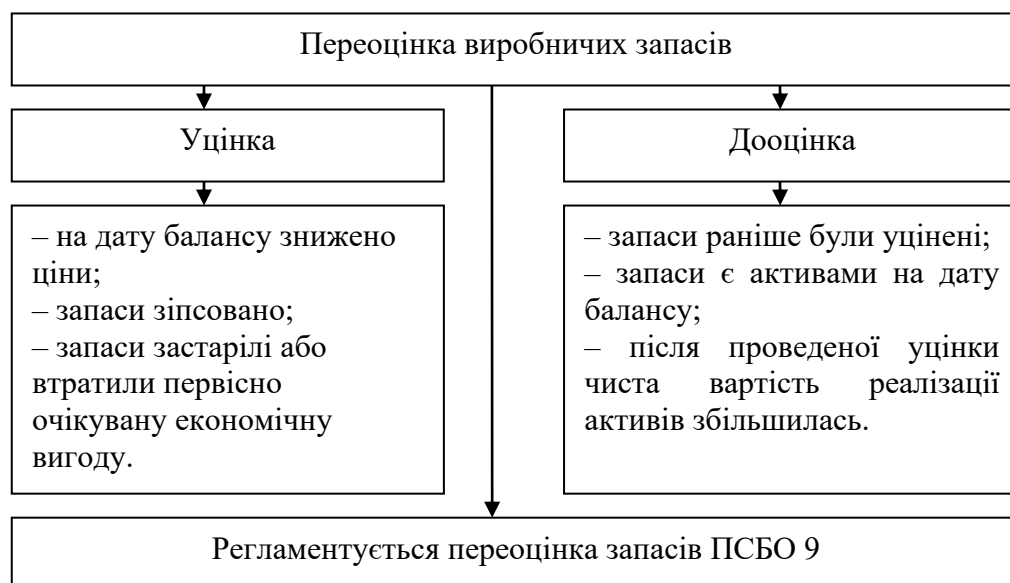 Переоцінка виробничих запасів
Уцінка
Дооцінка
– на дату балансу знижено
ціни;
– запаси зіпсовано;
– запаси застарілі або
втратили первісно
очікувану економічну
вигоду.
– запаси раніше були уцінені;
– запаси є активами на дату
балансу;
– після проведеної уцінки
чиста вартість реалізації
активів збільшилась.
Регламентується переоцінка запасів ПСБО 9